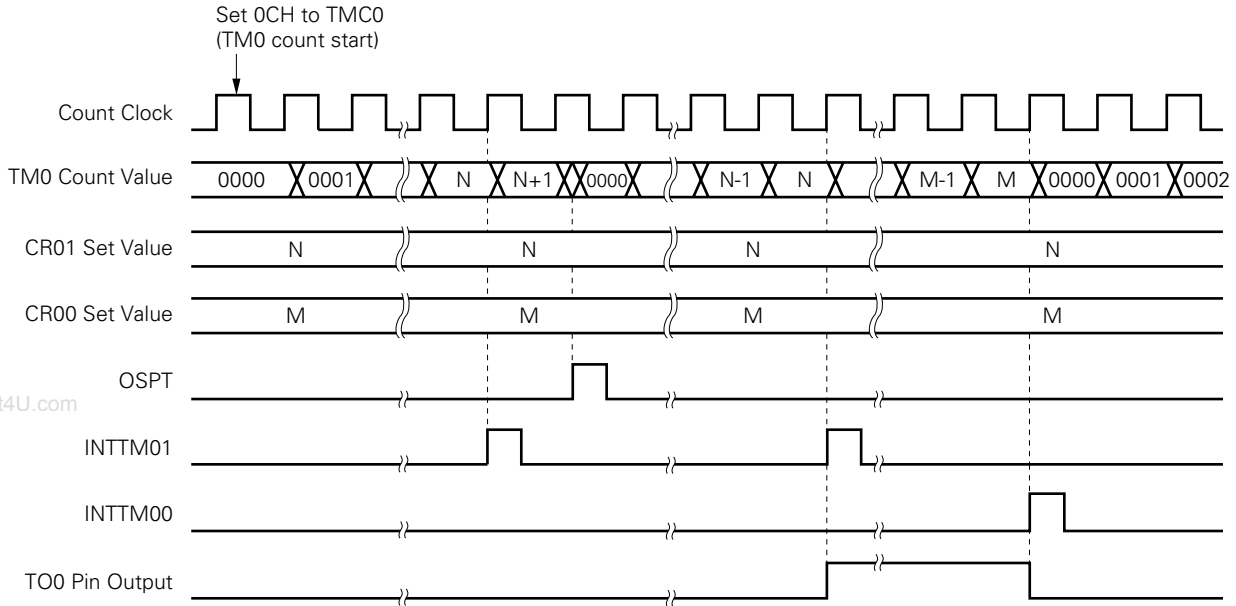 Set 0CH to TMC0
(TM0 count start)
Count Clock
TM0 Count Value 0000 0001 N N+1 0000 N-1 N M-1 M 0000 0001 0002
CR01 Set Value N N N N
CR00 Set Value M M M M
OSPT
t4U.com
INTTM01
INTTM00
TO0 Pin Output